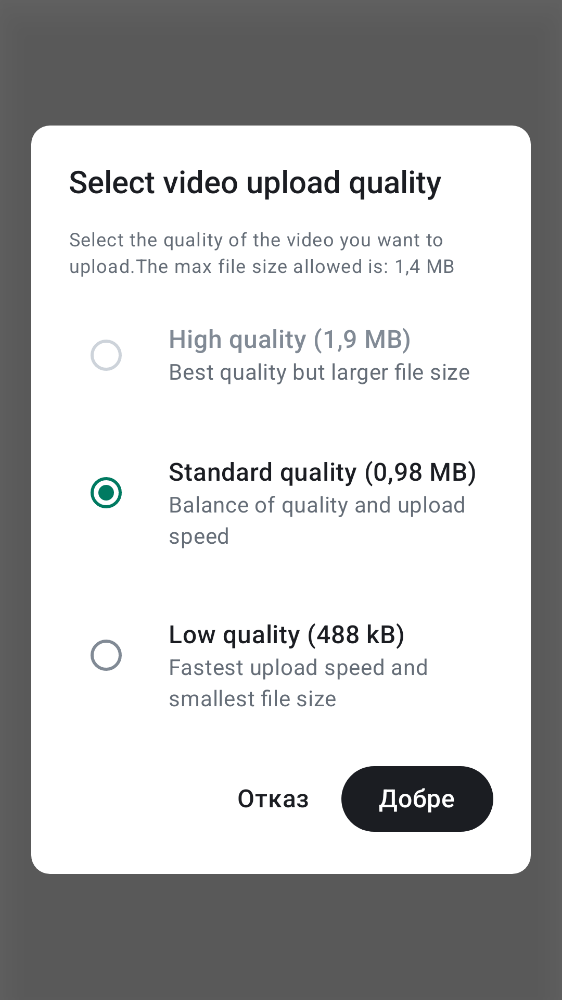 Select video upload quality
Select the quality of the video you want to
upload.The max file size allowed is: 1,4 MB
High quality (1,9 MB)
Best quality but larger file size
Standard quality (0,98 MB)
Balance of quality and upload
speed
Low quality (488 kB)
Fastest upload speed and
smallest file size
Отказ
Добре